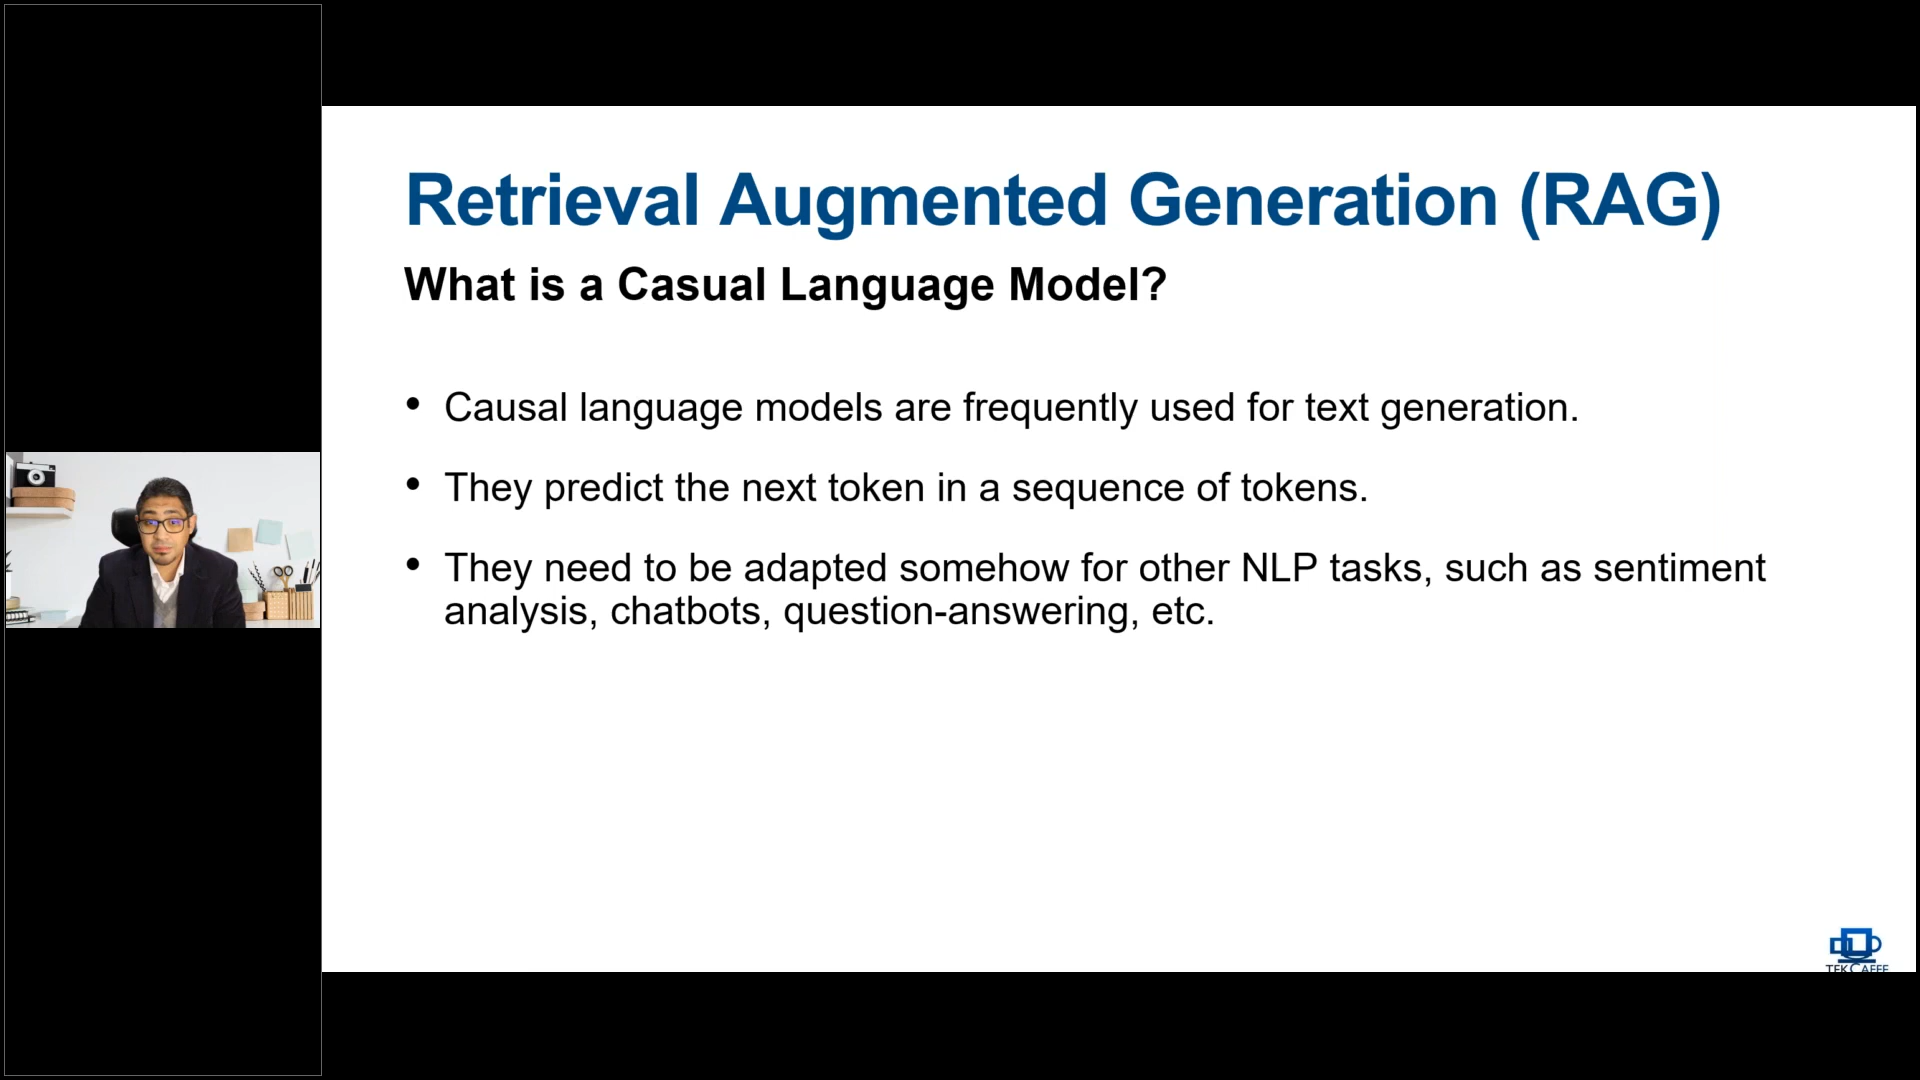 Retrieval Augmented Generation (RAG)
What is a Casual Language Model?
• Causal language models are frequently used for text generation.
• They predict the next token in a sequence of tokens.
• They need to be adapted somehow for other NLP tasks, such as sentiment
analysis, chatbots, question-answering, etc.
TEKCAFFE